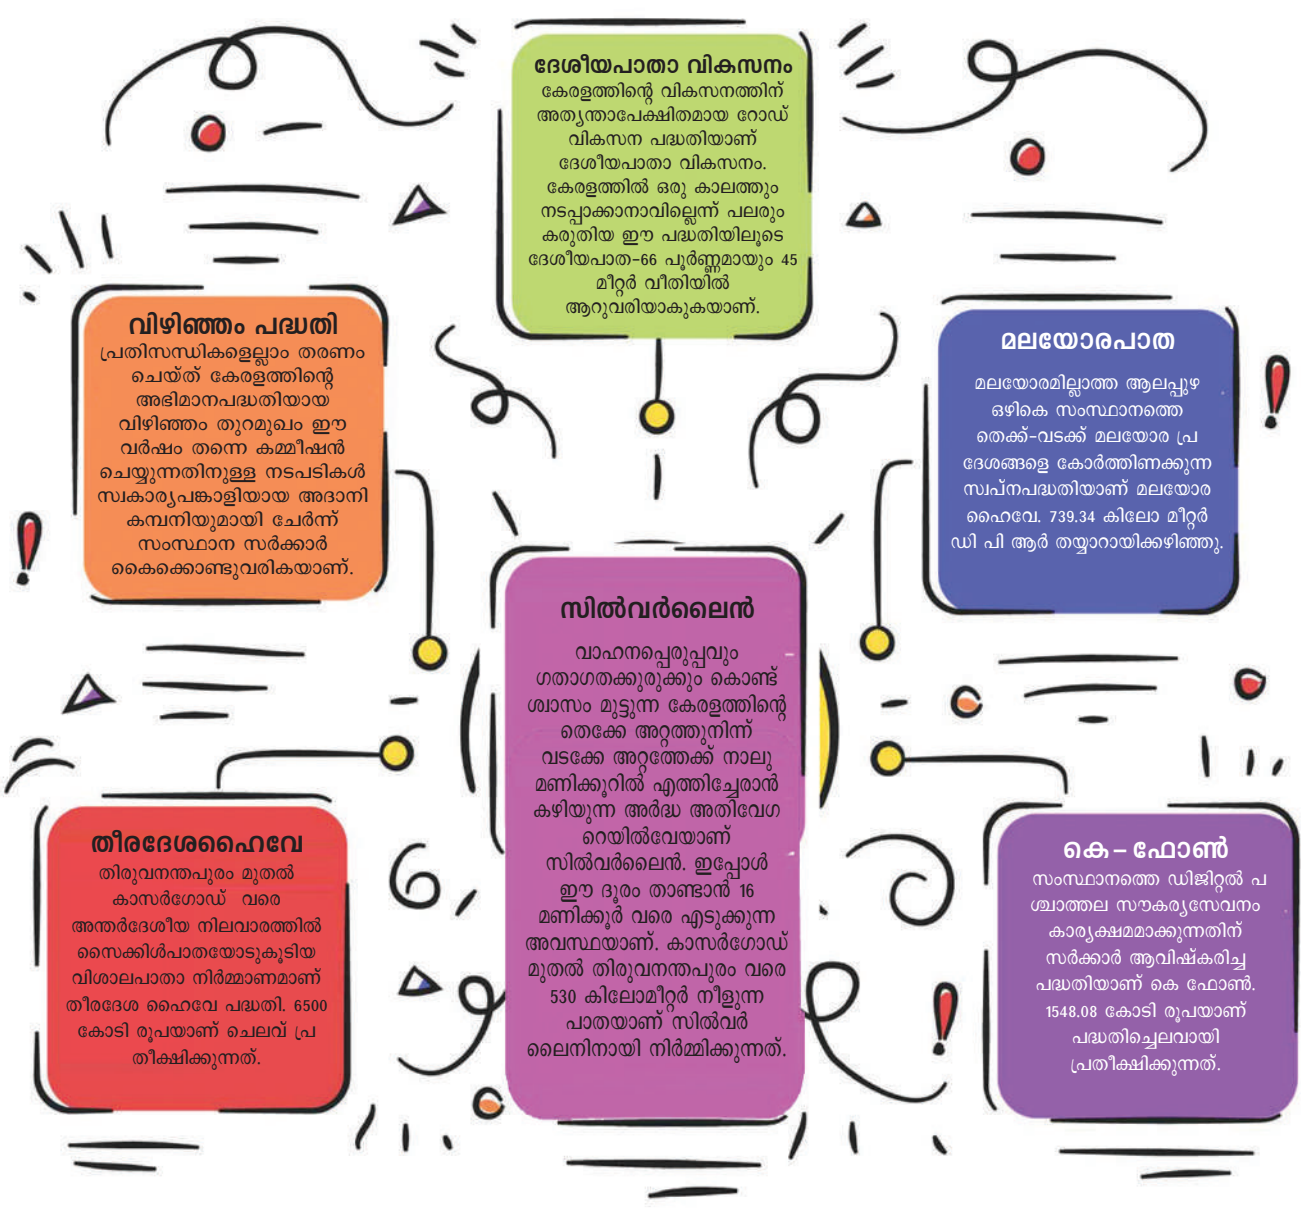 ദേശീയപാതാ വികസനം
കേരളത്തിന്റെ വികസനത്തിന്
അത്യന്താപേക്ഷിതമായ റോഡ്
വികസന പദ്ധതിയാണ്
ദേശീയപാതാ വികസനം.
കേരളത്തിൽ ഒരു കാലത്തും
നടപ്പാക്കാനാവില്ലെന്ന് പലരും
കരുതിയ ഈ പദ്ധതിയിലൂടെ
ദേശീയപാത-66 പൂർണ്ണമായും 45
മീറ്റർ വീതിയിൽ
ആറുവരിയാകുകയാണ്.
വിഴിഞ്ഞം പദ്ധതി
പ്രതിസന്ധികളെല്ലാം തരണം
ചെയ്ത് കേരളത്തിന്റെ
അഭിമാനപദ്ധതിയായ
വിഴിഞ്ഞം തുറമുഖം ഈ
വർഷം തന്നെ കമ്മീഷൻ
ചെയ്യുന്നതിനുള്ള നടപടികൾ
സ്വകാര്യപങ്കാളിയായ അദാനി
കമ്പനിയുമായി ചേർന്ന്
സംസ്ഥാന സർക്കാർ
കൈക്കൊണ്ടുവരികയാണ്.
മലയോരപാത
മലയോരമില്ലാത്ത ആലപ്പുഴ
ഒഴികെ സംസ്ഥാനത്തെ
തെക്ക്-വടക്ക് മലയോര പ്ര
ദേശങ്ങളെ കോർത്തിണക്കുന്ന
സ്വപ്നപദ്ധതിയാണ് മലയോര
ഹൈവേ. 739.34 കിലോ മീറ്റർ
ഡി പി ആർ തയ്യാറായിക്കഴിഞ്ഞു.
സിൽവർലൈൻ
വാഹനപ്പെരുപ്പവും
ഗതാഗതക്കുരുക്കും കൊണ്ട്
ശ്വാസം മുട്ടുന്ന കേരളത്തിന്റെ
തെക്കേ അറ്റത്തുനിന്ന്
വടക്കേ അറ്റത്തേക്ക് നാലു
മണിക്കൂറിൽ എത്തിച്ചേരാൻ
കഴിയുന്ന അർദ്ധ അതിവേഗ
റെയിൽവേയാണ്
സിൽവർലൈൻ. ഇപ്പോൾ
ഈ ദൂരം താണ്ടാൻ 16
മണിക്കൂർ വരെ എടുക്കുന്ന
അവസ്ഥയാണ്. കാസർഗോഡ്
മുതൽ തിരുവനന്തപുരം വരെ
530 കിലോമീറ്റർ നീളുന്ന
പാതയാണ് സിൽവർ
ലൈനിനായി നിർമ്മിക്കുന്നത്.
തീരദേശഹൈവേ
തിരുവനന്തപുരം മുതൽ
കാസർഗോഡ് വരെ
അന്തർദേശീയ നിലവാരത്തിൽ
സൈക്കിൾപാതയോടുകൂടിയ
വിശാലപാതാ നിർമ്മാണമാണ്
തീരദേശ ഹൈവേ പദ്ധതി. 6500
കോടി രൂപയാണ് ചെലവ് പ്ര
തീക്ഷിക്കുന്നത്.
കെ-ഫോൺ
സംസ്ഥാനത്തെ ഡിജിറ്റൽ പ
ശ്ചാത്തല സൗകര്യസേവനം
കാര്യക്ഷമമാക്കുന്നതിന്
സർക്കാർ ആവിഷ്കരിച്ച
പദ്ധതിയാണ് കെ ഫോൺ.
1548.08 കോടി രൂപയാണ്
പദ്ധതിച്ചെലവായി
പ്രതീക്ഷിക്കുന്നത്.